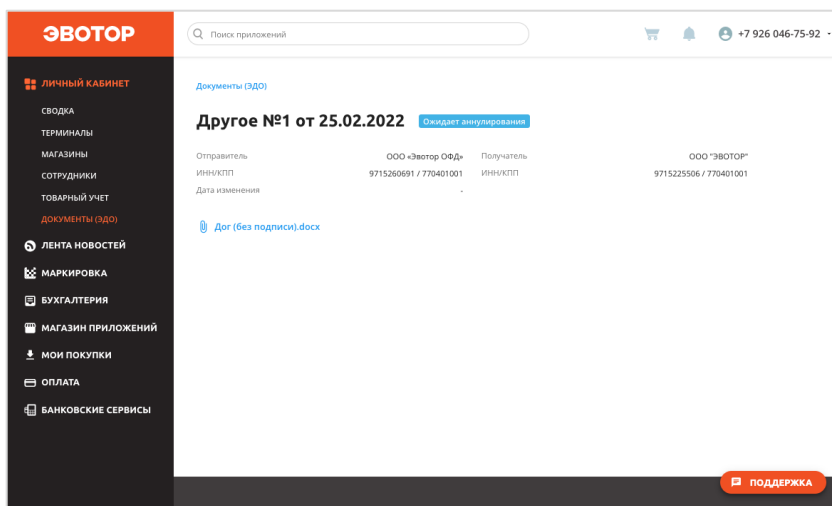 ЭВОТОР
Поиск приложений
+7 926 046-75-92
ЛИЧНЫЙ КАБИНЕТ
СВОДКА
ТЕРМИНАЛЫ
МАГАЗИНЫ
СОТРУДНИКИ
ТОВАРНЫЙ УЧЕТ
ДОКУМЕНТЫ (ЭДО)
ЛЕНТА НОВОСТЕЙ
МАРКИРОВКА
БУХГАЛТЕРИЯ
МАГАЗИН ПРИЛОЖЕНИЙ
МОИ ПОКУПКИ
ОПЛАТА
БАНКОВСКИЕ СЕРВИСЫ
Документы (ЭДО)
Другое №1 от 25.02.2022 Ожидает аннулирования
Отправитель ООО «Эвотор ОФД» Получатель ООО "ЭВОТОР"
ИНН/КПП 9715260691 / 770401001 ИНН/КПП 9715225506 / 770401001
Дата изменения -
Дог (без подписи).docx
ПОДДЕРЖКА